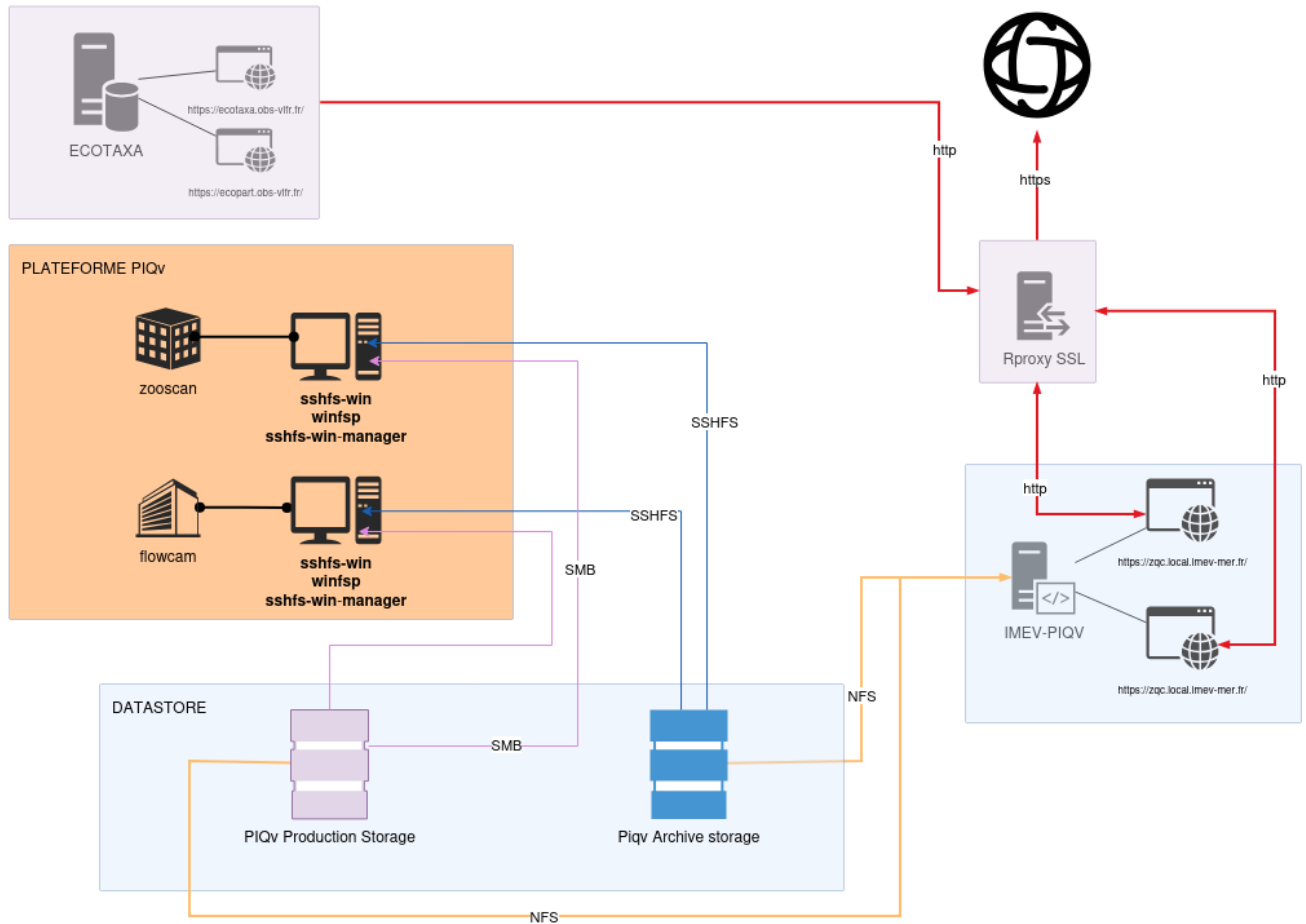 https://ecotaxa.obs-vlfr.fr/
ECOTAXA
https://ecopart.obs-vlfr.fr/
http
https
PLATEFORME PIQv
zooscan
sshfs-win
winfsp
sshfs-win-manager
Rproxy SSL
http
SSHFS
http
flowcam
sshfs-win
winfsp
sshfs-win-manager
SSHFS
SMB
https://zqc.local.imev-mer.fr/
IMEV-PIQV
https://zqc.local.imev-mer.fr/
DATASTORE
NFS
SMB
PIQv Production Storage
Piqv Archive storage
NFS